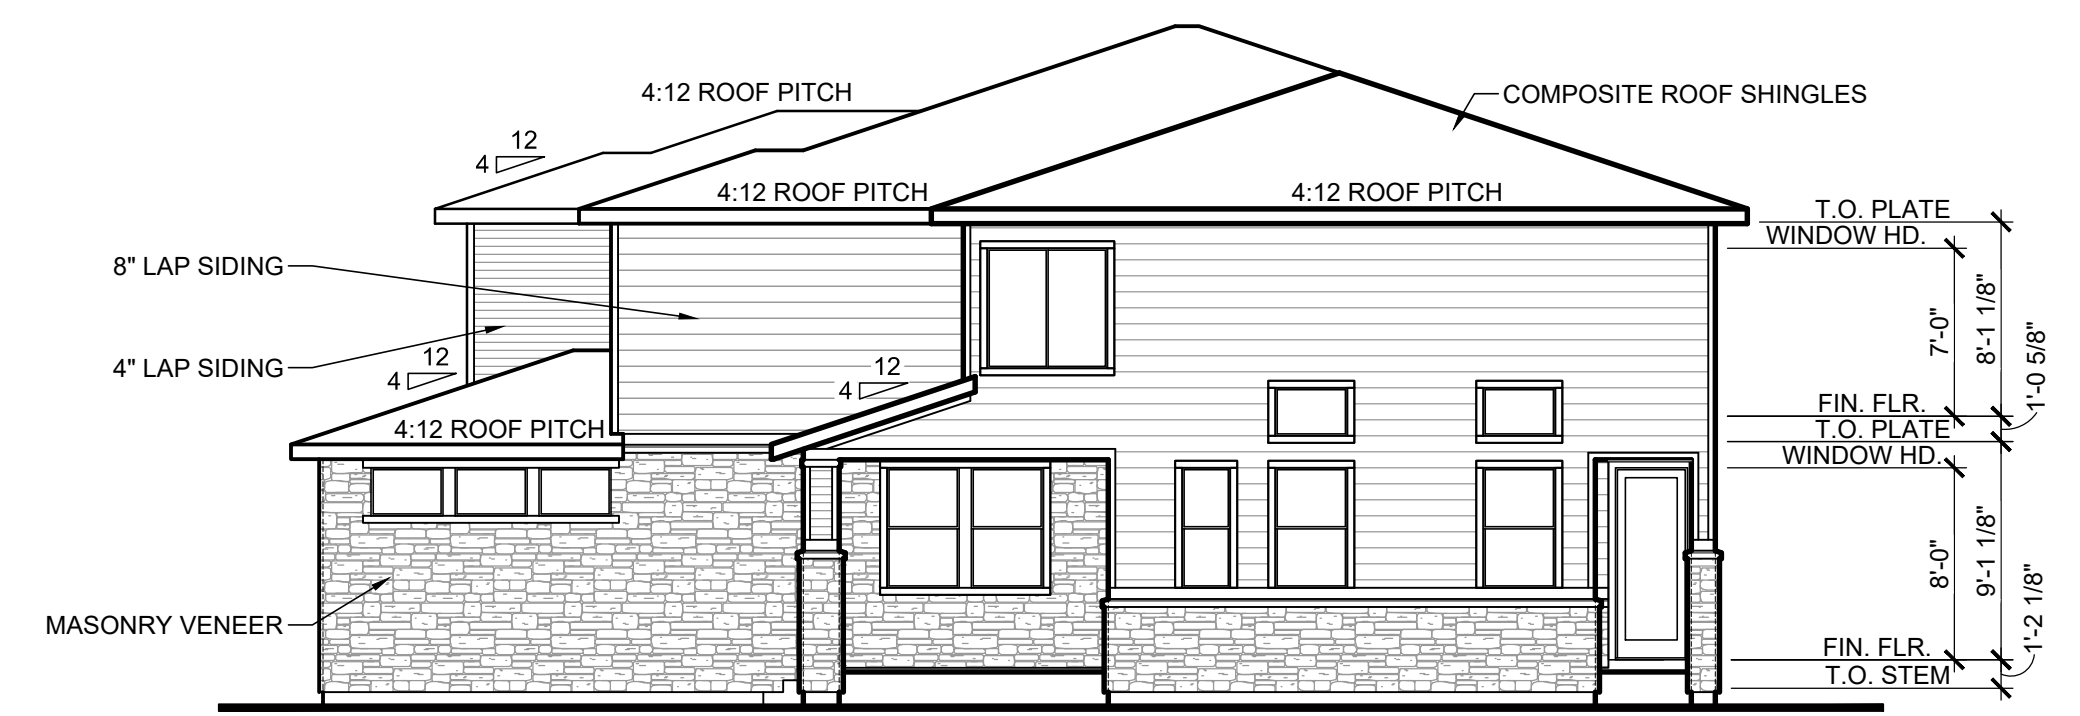 4:12 ROOF PITCH
COMPOSITE ROOF SHINGLES
12
4
4:12 ROOF PITCH
4:12 ROOF PITCH
T.O. PLATE
WINDOW HD.
8" LAP SIDING
7'-0"
8'-1 1/8"
1'-0 5/8"
4" LAP SIDING
12
4
12
4
4:12 ROOF PITCH
FIN. FLR.
T.O. PLATE
WINDOW HD.
8'-0"
9'-1 1/8"
1'-2 1/8"
MASONRY VENEER
FIN. FLR.
T.O. STEM